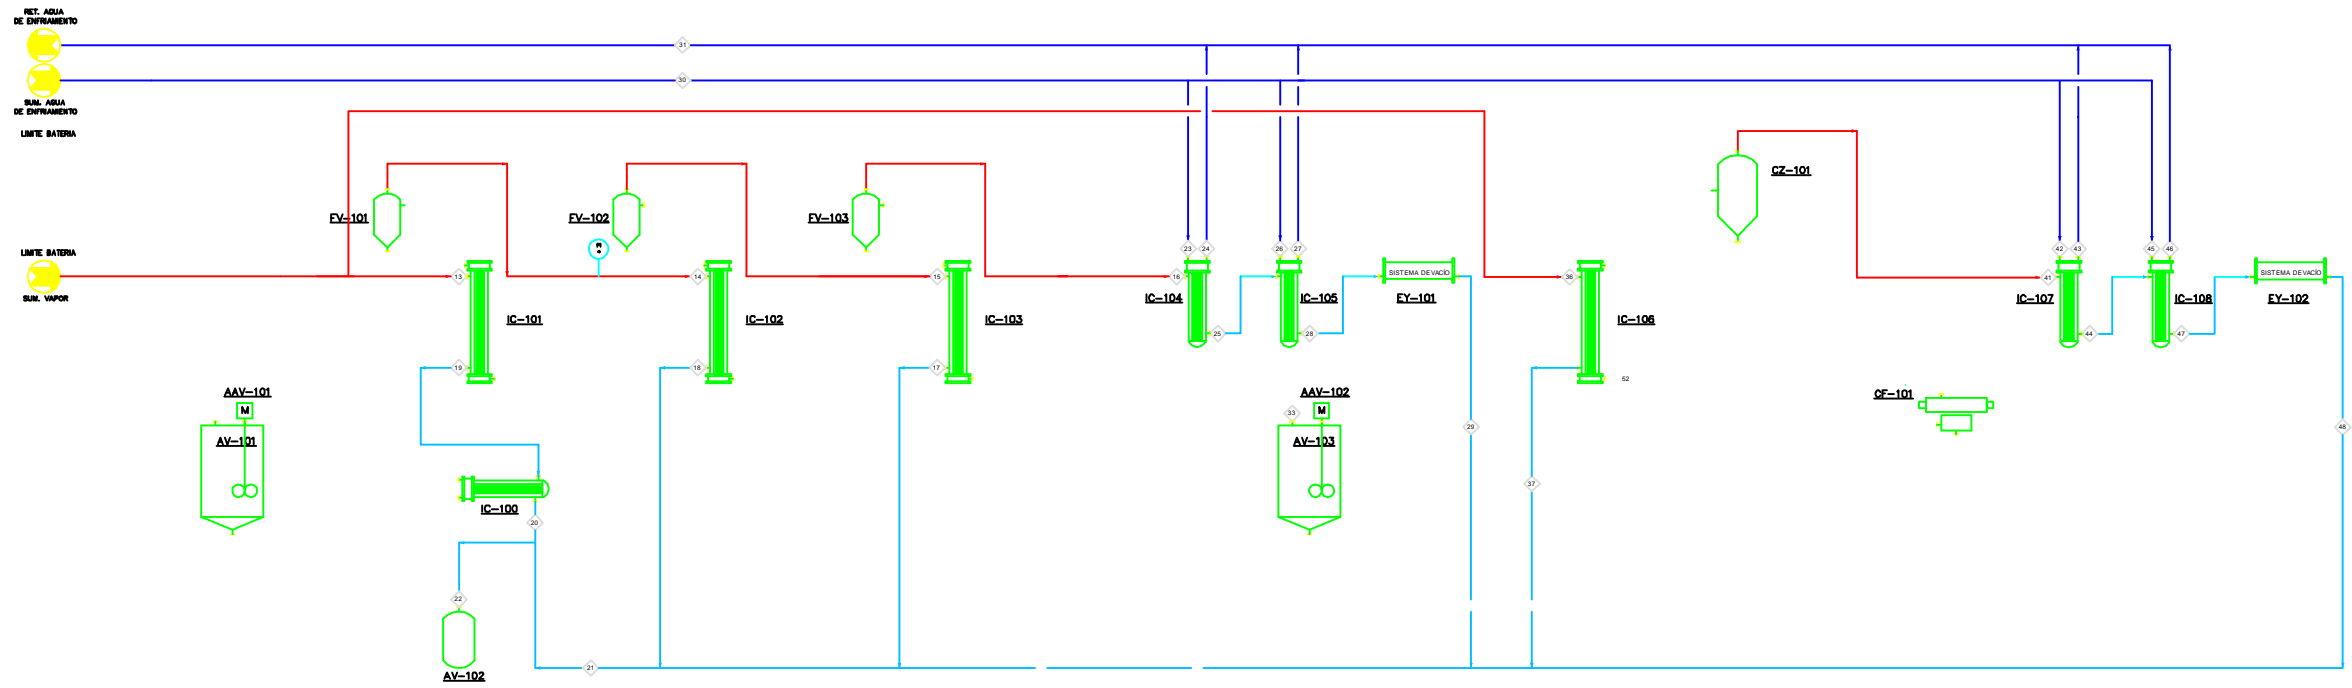 RET. AGUA
DE ENFRIAMIENTO
31
30
SUM. AGUA
DE ENFRIAMIENTO
LIMITE BATERIA
CZ-101
FV-101
FV-102
FV-103
LIMITE BATERIA
23
24
26
27
42
43
45
46
13
14
15
16
SISTEMA DE VACÍO
36
41
SISTEMA DE VACÍO
SUM. VAPOR
IC-104
IC-105
EY-101
IC-107
IC-108
EY-102
IC-101
IC-102
IC-103
25
28
IC-106
44
47
19
18
17
52
AAV-101
AAV-102
CF-101
M
33
M
AV-101
AV-103
29
48
37
IC-100
20
22
21
AV-102